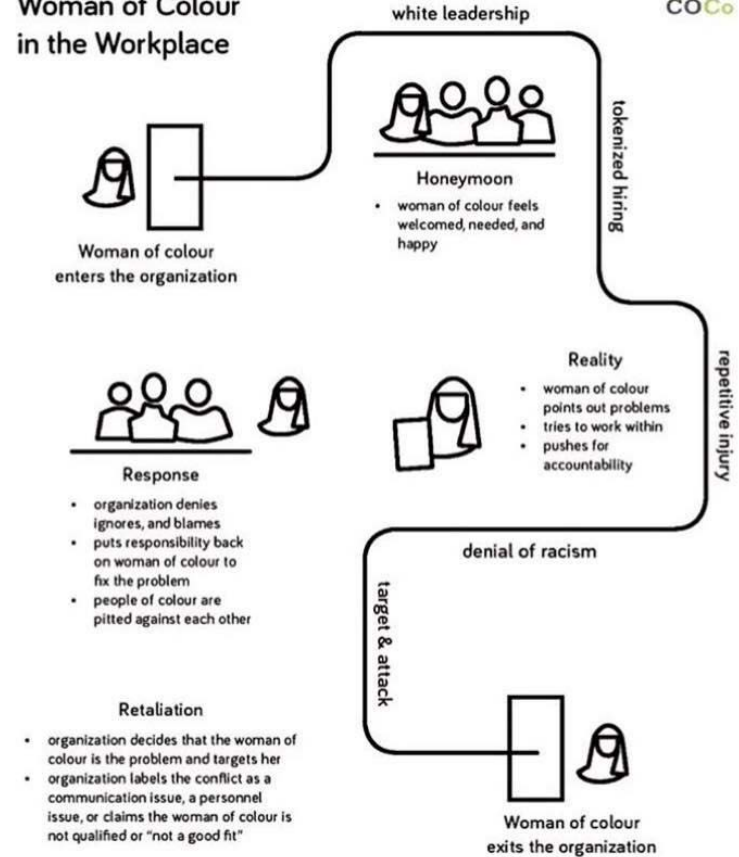 Woman of Colour
in the Workplace
COCo
white leadership
tokenized hiring
Woman of colour
enters the organization
Honeymoon
• woman of colour feels
welcomed, needed, and
happy
repetitive injury
Reality
• woman of colour
points out problems
• tries to work within
• pushes for
accountability
denial of racism
Response
• organization denies
ignores, and blames
• puts responsibility back
on woman of colour to
fix the problem
• people of colour are
pitted against each other
target & attack
Retaliation
• organization decides that the woman of
colour is the problem and targets her
• organization labels the conflict as a
communication issue, a personnel
issue, or claims the woman of colour is
not qualified or "not a good fit"
Woman of colour
exits the organization